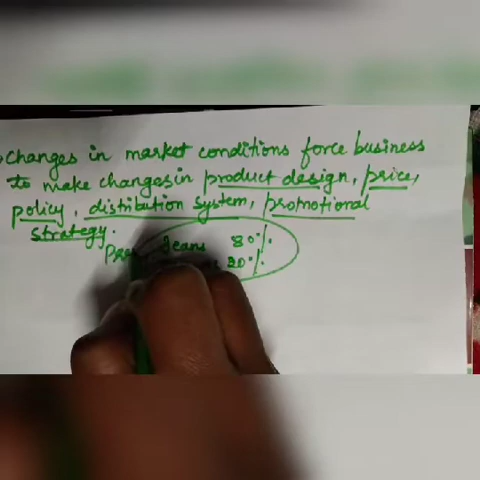 Changes in market conditions force business
to make changes in product design, price,
policy, distribution system, promotional
strategy.
Jeans 80%
20%